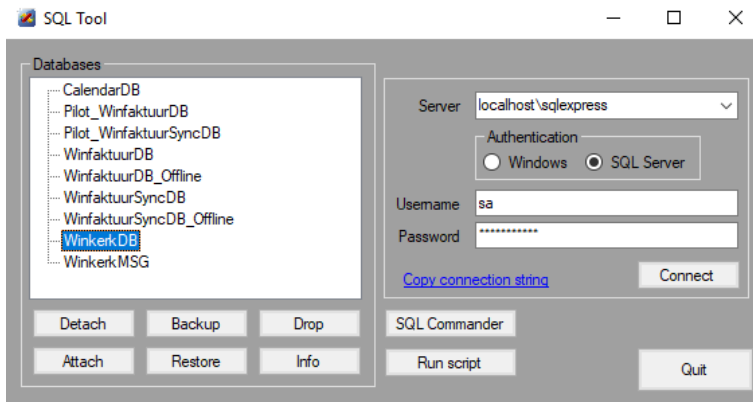 SQL Tool
Databases
CalendarDB
Pilot_WinfaktuurDB
Pilot_WinfaktuurSyncDB
WinfaktuurDB
WinfaktuurDB_Offline
WinfaktuurSyncDB
WinfaktuurSyncDB_Offline
WinkerkDB
WinkerkMSG
Detach Backup Drop
Attach Restore Info
Server localhost\sqlexpress
Authentication
Windows SQL Server
Username sa
Password ***********
Copy connection string Connect
SQL Commander
Run script
Quit